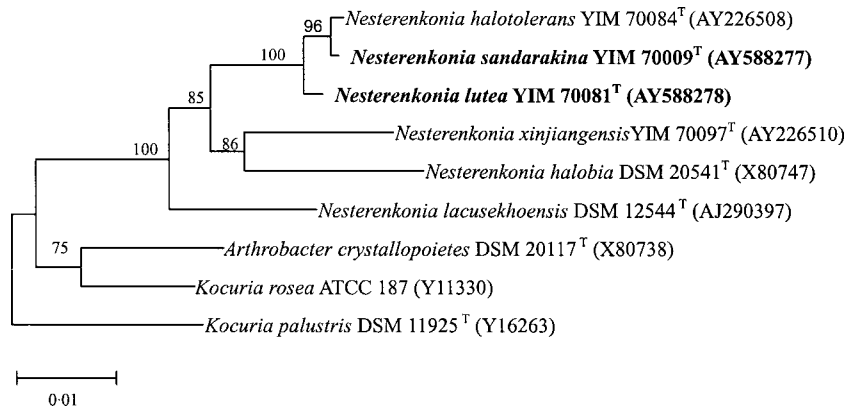 96 Nesterenkonia halotolerans YIM 70084T (AY226508)
100 Nesterenkonia sandarakina YIM 70009T (AY588277)
85 Nesterenkonia lutea YIM 70081T (AY588278)
86 Nesterenkonia xinjiangensisYIM 70097T (AY226510)
100 Nesterenkonia halobia DSM 20541T (X80747)
Nesterenkonia lacusekhoensis DSM 12544T (AJ290397)
75 Arthrobacter crystallopoietes DSM 20117T (X80738)
Kocuria rosea ATCC 187 (Y11330)
Kocuria palustris DSM 11925T (Y16263)
0·01